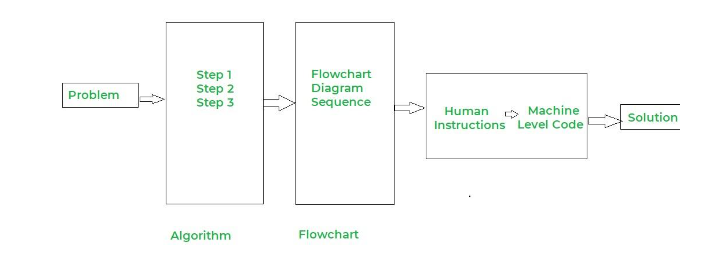 Problem
Step 1
Step 2
Step 3
Flowchart
Diagram
Sequence
Human
Instructions
Machine
Level Code
Solution
Algorithm
Flowchart